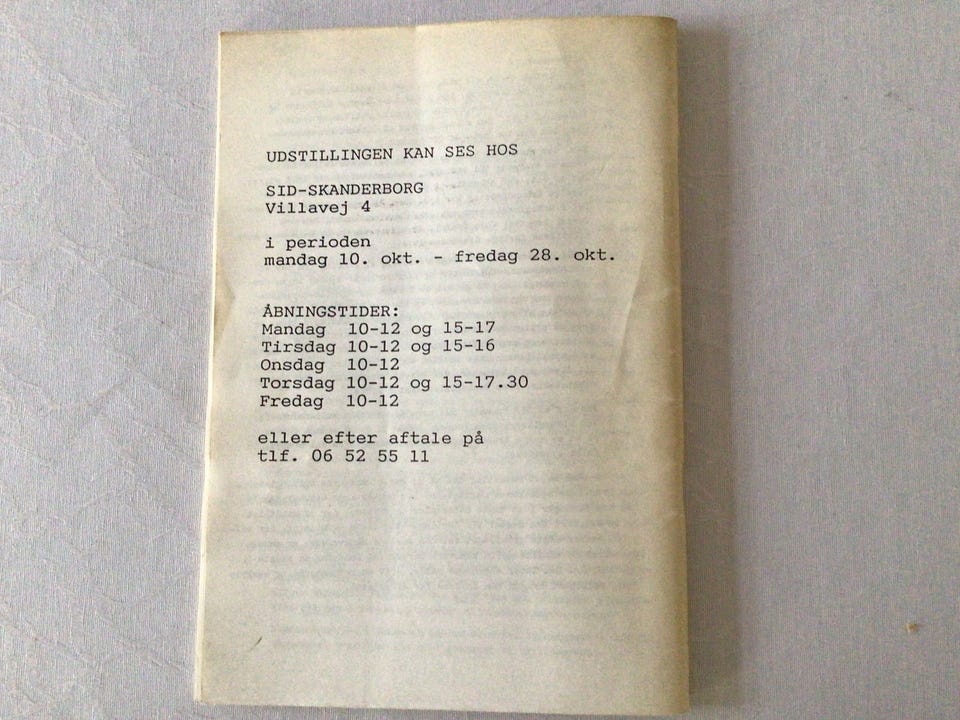 UDSTILLINGEN KAN SES HOS
SID-SKANDERBORG
Villavej 4
i perioden
mandag 10. okt. - fredag 28. okt.
ÅBNINGSTIDER:
Mandag 10-12 og 15-17
Tirsdag 10-12 og 15-16
Onsdag 10-12
Torsdag 10-12 og 15-17.30
Fredag 10-12
eller efter aftale på
tlf. 06 52 55 11